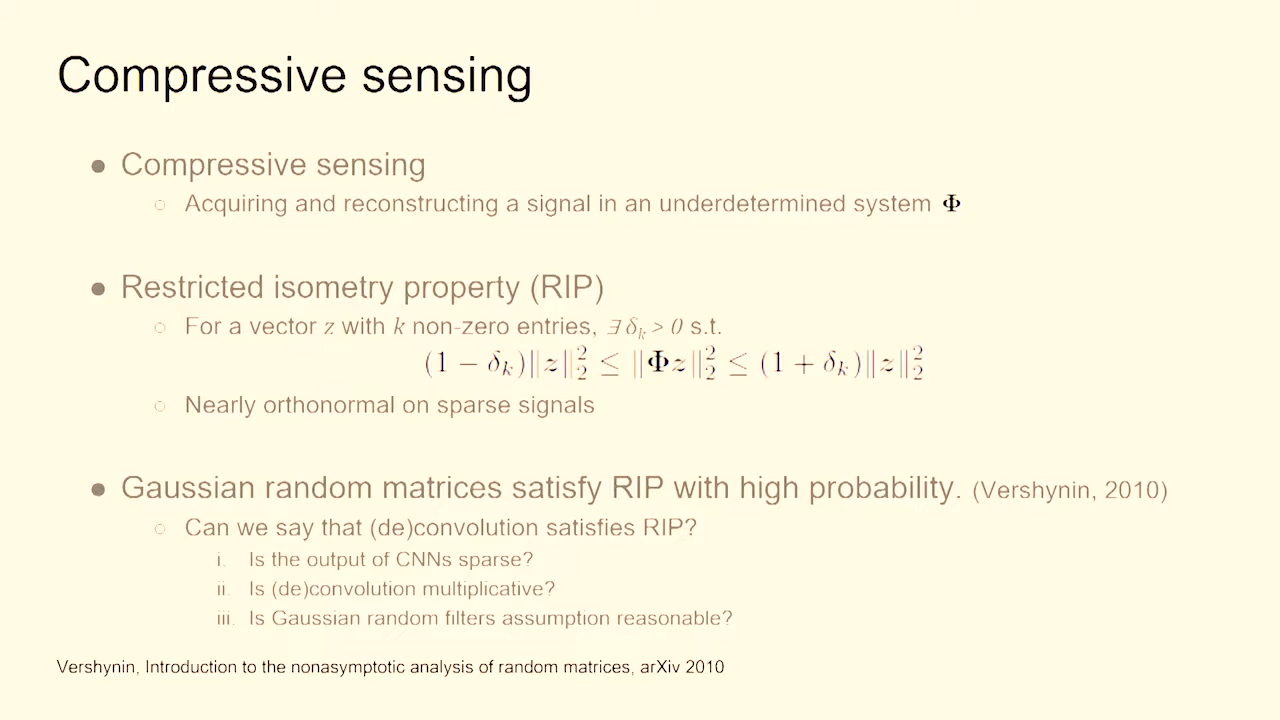 Compressive sensing
● Compressive sensing
○ Acquiring and reconstructing a signal in an underdetermined system Φ
● Restricted isometry property (RIP)
○ For a vector z with k non-zero entries, ∃ δₖ > 0 s.t.
(1 − δₖ)||z||₂² ≤ ||Φz||₂² ≤ (1 + δₖ)||z||₂²
○ Nearly orthonormal on sparse signals
● Gaussian random matrices satisfy RIP with high probability. (Vershynin, 2010)
○ Can we say that (de)convolution satisfies RIP?
i. Is the output of CNNs sparse?
ii. Is (de)convolution multiplicative?
iii. Is Gaussian random filters assumption reasonable?
Vershynin, Introduction to the nonasymptotic analysis of random matrices, arXiv 2010